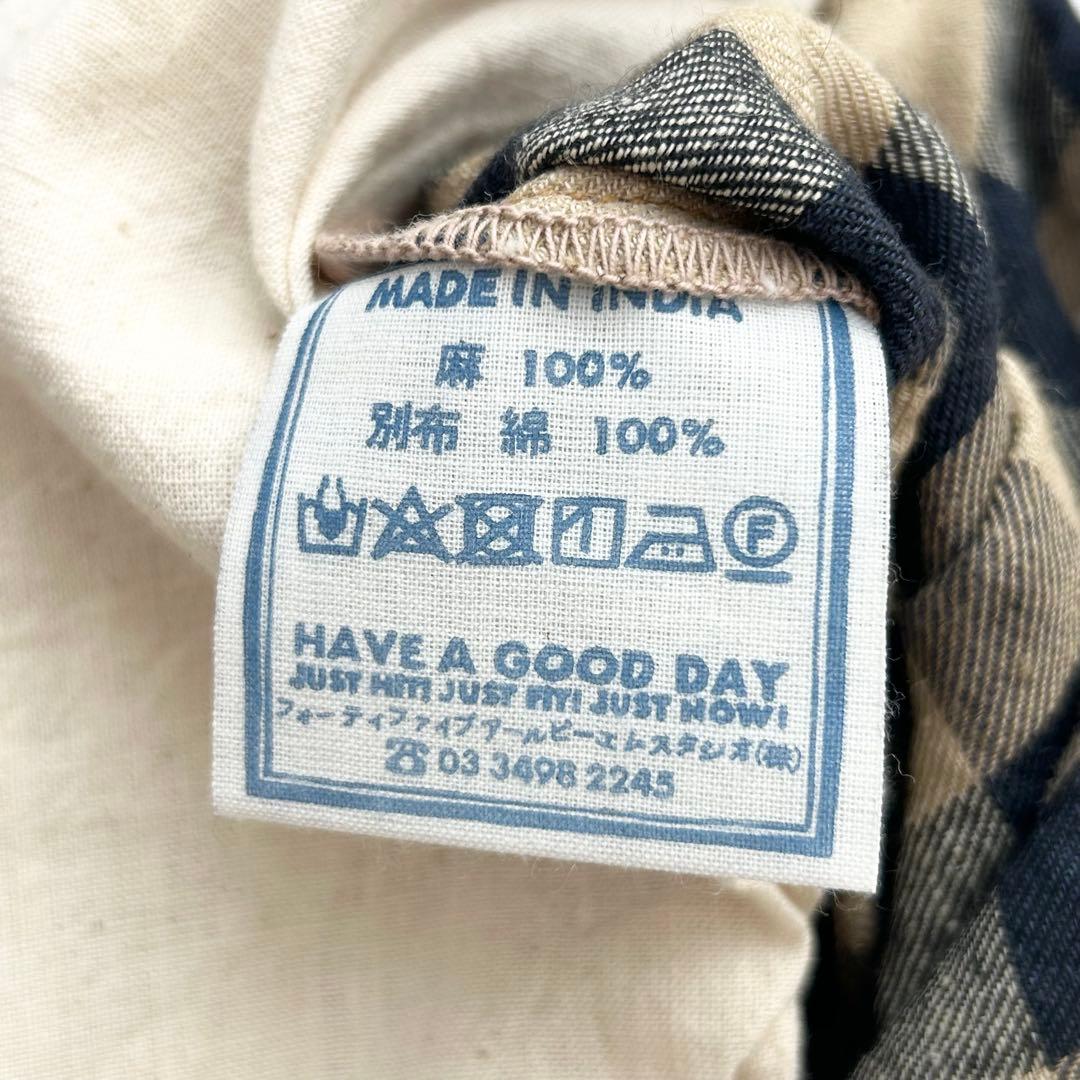 MADE IN INDIA
麻 100%
別布 綿 100%
F
HAVE A GOOD DAY
JUST HIT! JUST FIT! JUST NOW!
フォーティファイブアールピーエムスタジオ(株)
☎ 03 3498 2245